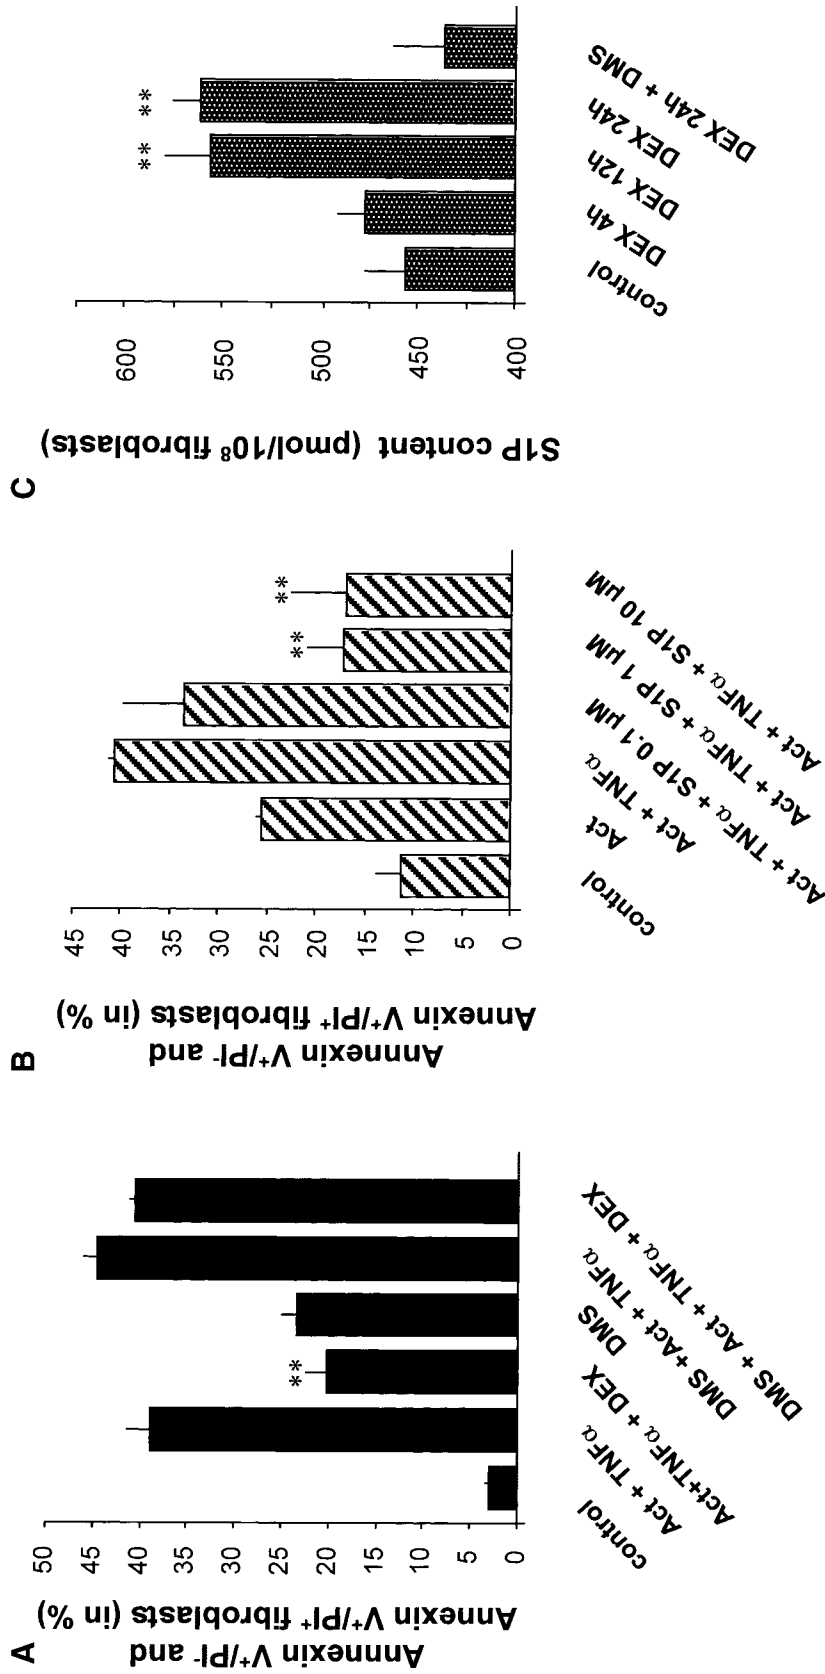 A
Annnexin V⁺/PI⁻ and
Annexin V⁺/PI⁺ fibroblasts (in %)
50
45
40
35
30
25
20
15
10
5
0
**
control
Act + TNFα
Act+TNFα + DEX
DMS
DMS +Act + TNFα
DMS + Act + TNFα + DEX
B
Annnexin V⁺/PI⁻ and
Annexin V⁺/PI⁺ fibroblasts (in %)
45
40
35
30
25
20
15
10
5
0
**
**
control
Act
Act + TNFα
Act + TNFα + S1P 0.1 µM
Act + TNFα + S1P 1 µM
Act + TNFα + S1P 10 µM
C
S1P content (pmol/10⁸ fibroblasts)
600
550
500
450
400
**
**
control
DEX 4h
DEX 12h
DEX 24h
DEX 24h + DMS